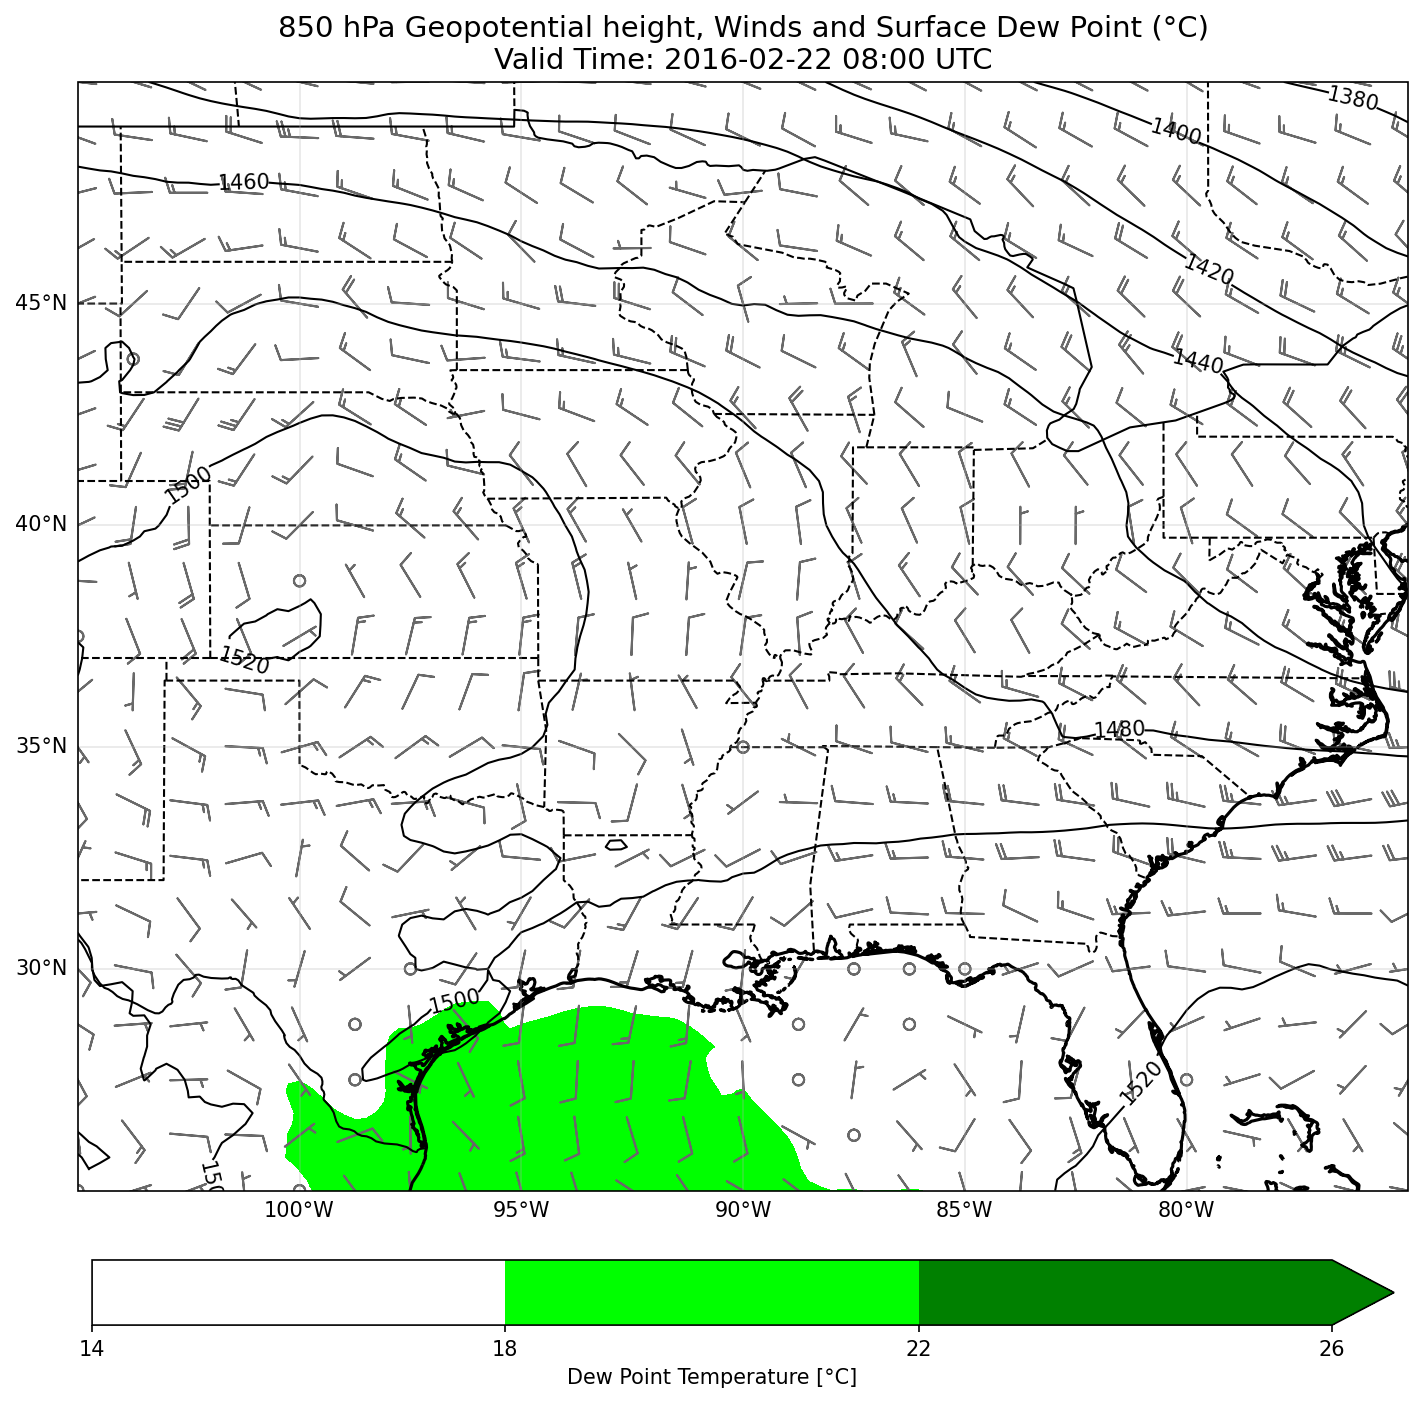 850 hPa Geopotential height, Winds and Surface Dew Point (°C)
Valid Time: 2016-02-22 08:00 UTC
1380
1400
1460
1420
45°N
1440
1500
40°N
1520
35°N
1480
30°N
1500
1520
150
100°W 95°W 90°W 85°W 80°W
14 18 22 26
Dew Point Temperature [°C]